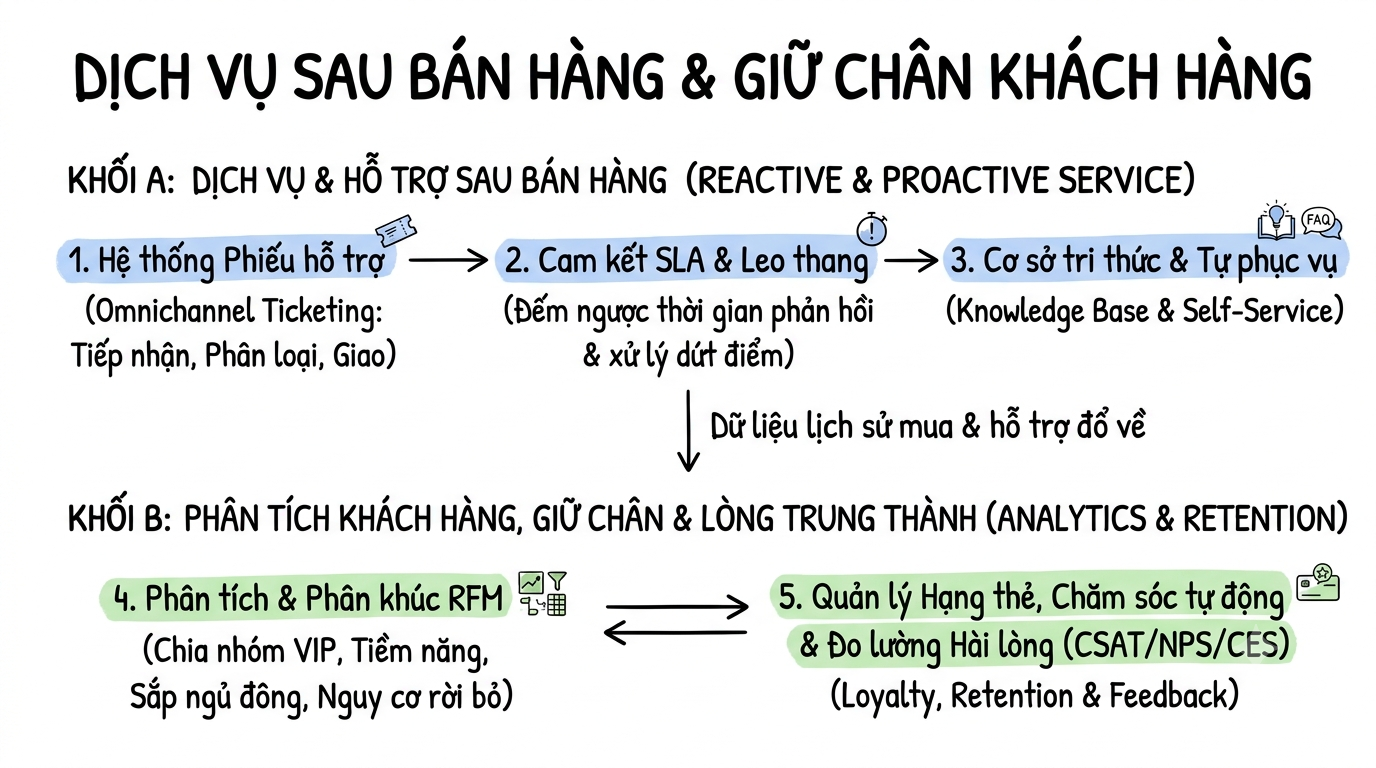 DỊCH VỤ SAU BÁN HÀNG & GIỮ CHÂN KHÁCH HÀNG
KHỐI A: DỊCH VỤ & HỖ TRỢ SAU BÁN HÀNG (REACTIVE & PROACTIVE SERVICE)
FAQ
1. Hệ thống Phiếu hỗ trợ
(Omnichannel Ticketing:
Tiếp nhận, Phân loại, Giao)
2. Cam kết SLA & Leo thang
(Đếm ngược thời gian phản hồi
& xử lý dứt điểm)
3. Cơ sở tri thức & Tự phục vụ
(Knowledge Base & Self-Service)
Dữ liệu lịch sử mua & hỗ trợ đổ về
KHỐI B: PHÂN TÍCH KHÁCH HÀNG, GIỮ CHÂN & LÒNG TRUNG THÀNH (ANALYTICS & RETENTION)
4. Phân tích & Phân khúc RFM
(Chia nhóm VIP, Tiềm năng,
Sắp ngủ đông, Nguy cơ rời bỏ)
5. Quản lý Hạng thẻ, Chăm sóc tự động
& Đo lường Hài lòng (CSAT/NPS/CES)
(Loyalty, Retention & Feedback)